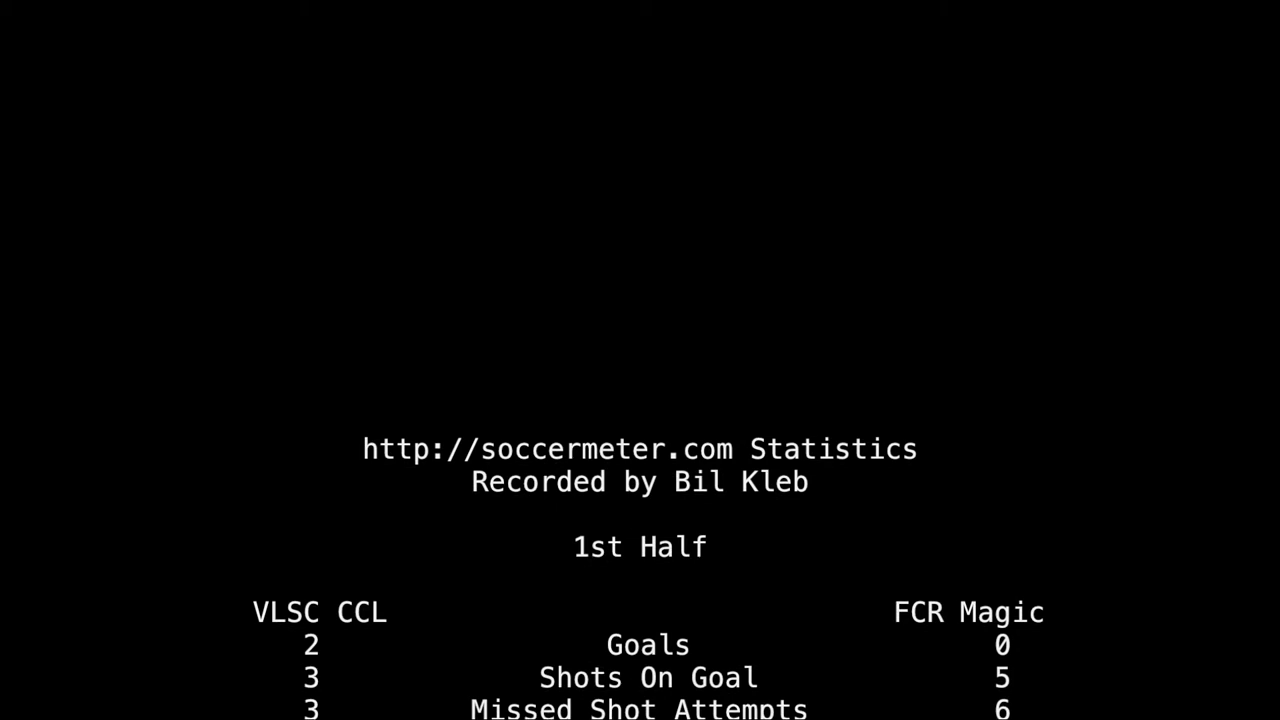 http://soccermeter.com Statistics
Recorded by Bil Kleb
1st Half
VLSC CCL FCR Magic
2 Goals 0
3 Shots On Goal 5
3 Missed Shot Attempts 6